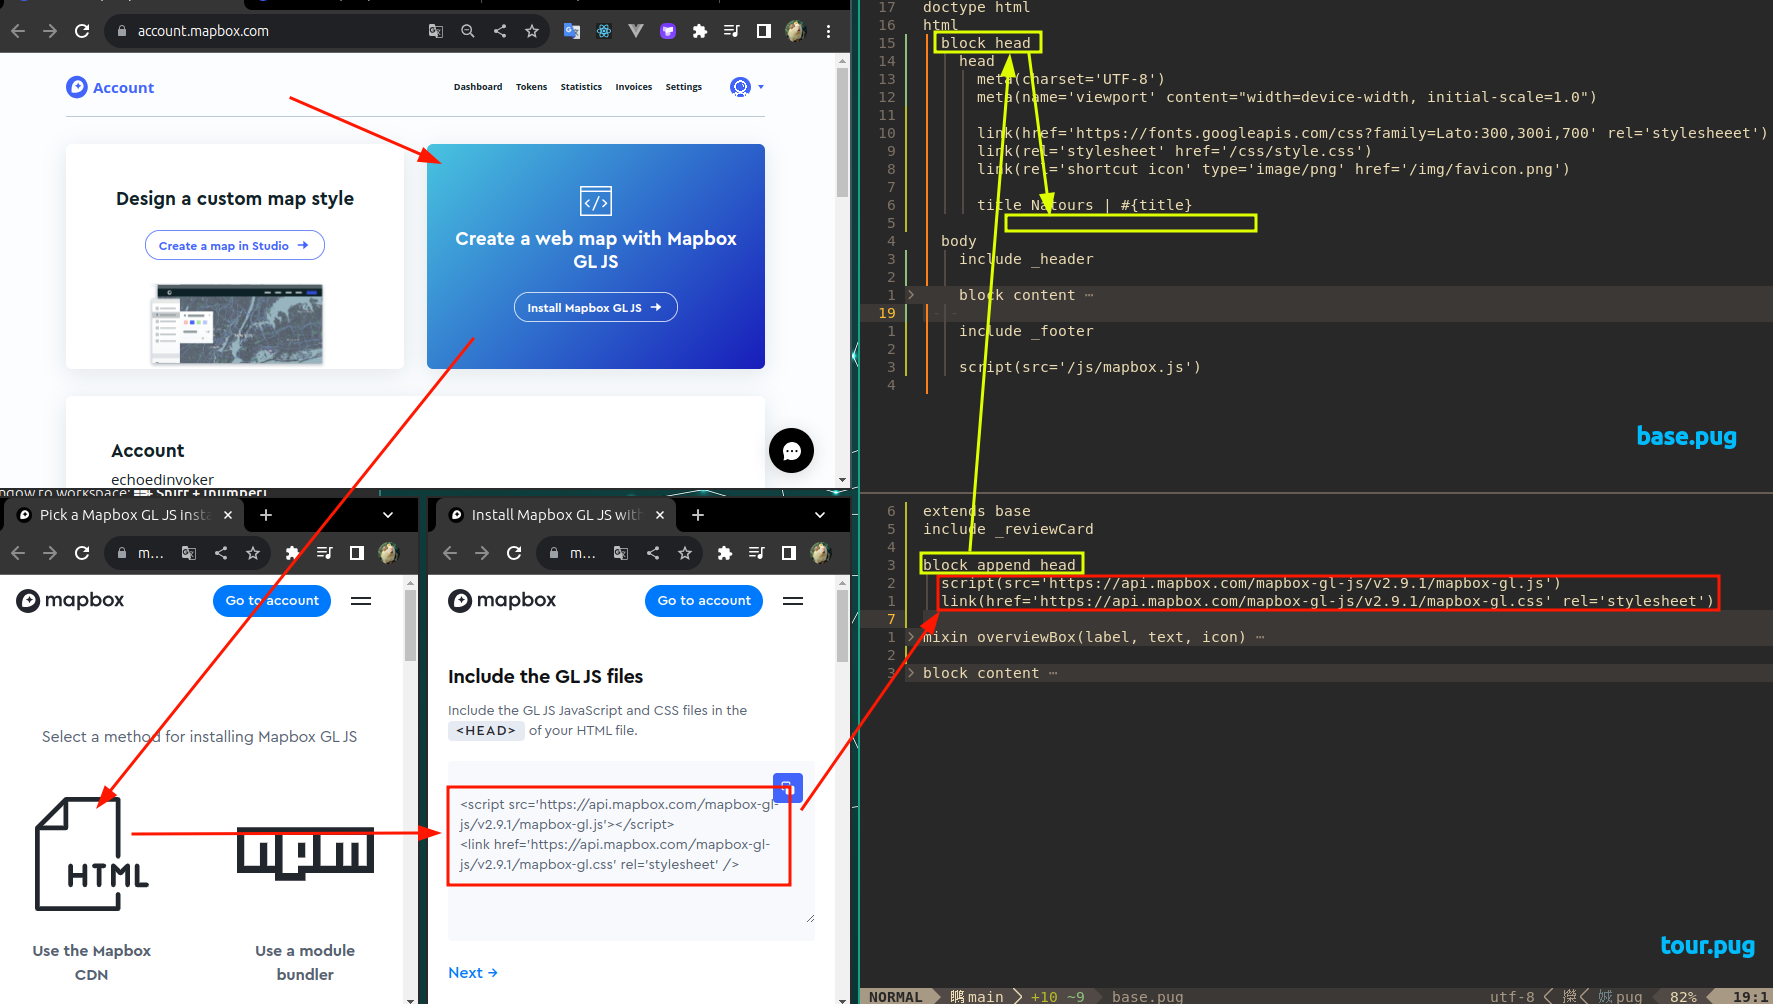 account.mapbox.com
Account
Dashboard Tokens Statistics Invoices Settings
Design a custom map style
Create a map in Studio →
</>
Create a web map with Mapbox
GL JS
Install Mapbox GL JS →
Account
echoedinvoker
Pick a Mapbox GL JS insta
m...
mapbox
Go to account
Select a method for installing Mapbox GL JS
HTML
npm
Use the Mapbox
CDN
Use a module
bundler
Install Mapbox GL JS with
m...
mapbox
Go to account
Include the GL JS files
Include the GL JS JavaScript and CSS files in the
<HEAD> of your HTML file.
<script src='https://api.mapbox.com/mapbox-gl-
js/v2.9.1/mapbox-gl.js'></script>
<link href='https://api.mapbox.com/mapbox-gl-
js/v2.9.1/mapbox-gl.css' rel='stylesheet' />
Next →
17 doctype html
16 html
15 block head
14 head
13 meta(charset='UTF-8')
12 meta(name='viewport' content="width=device-width, initial-scale=1.0")
11
10 link(href='https://fonts.googleapis.com/css?family=Lato:300,300i,700' rel='stylesheeet')
9 link(rel='stylesheet' href='/css/style.css')
8 link(rel='shortcut icon' type='image/png' href='/img/favicon.png')
7
6 title Natours | #{title}
5
4 body
3 include _header
2
1 > block content …
19
1 include _footer
2
3 script(src='/js/mapbox.js')
4
base.pug
6 extends base
5 include _reviewCard
4
3 block append head
2 script(src='https://api.mapbox.com/mapbox-gl-js/v2.9.1/mapbox-gl.js')
1 link(href='https://api.mapbox.com/mapbox-gl-js/v2.9.1/mapbox-gl.css' rel='stylesheet')
7
1 > mixin overviewBox(label, text, icon) …
2
3 > block content …
tour.pug
NORMAL main +10 ~9 base.pug utf-8 pug 82% 19:1